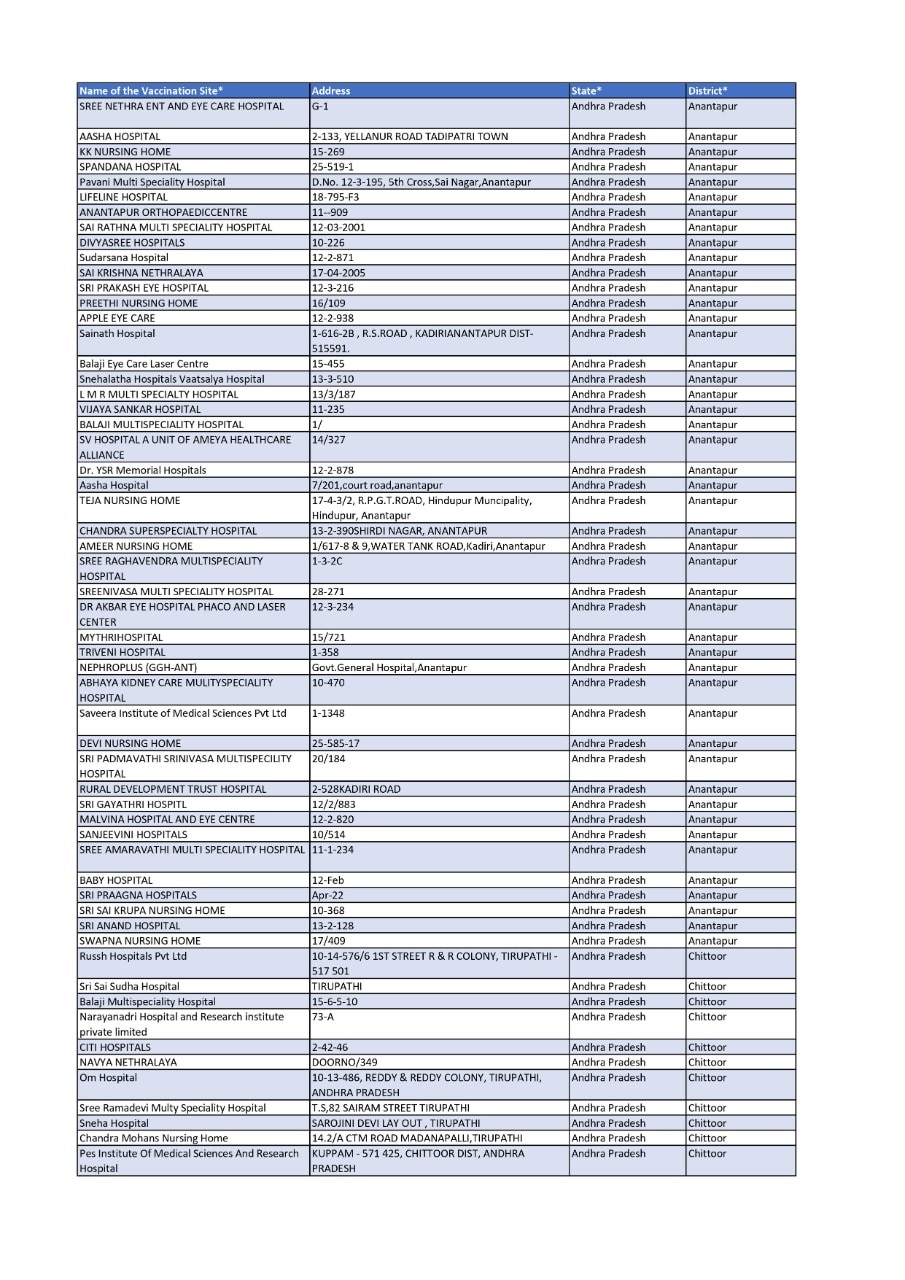 Name of the Vaccination Site* Address State* District*
SREE NETHRA ENT AND EYE CARE HOSPITAL G-1 Andhra Pradesh Anantapur
AASHA HOSPITAL 2-133, YELLANUR ROAD TADIPATRI TOWN Andhra Pradesh Anantapur
KK NURSING HOME 15-269 Andhra Pradesh Anantapur
SPANDANA HOSPITAL 25-519-1 Andhra Pradesh Anantapur
Pavani Multi Speciality Hospital D.No. 12-3-195, 5th Cross,Sai Nagar,Anantapur Andhra Pradesh Anantapur
LIFELINE HOSPITAL 18-795-F3 Andhra Pradesh Anantapur
ANANTAPUR ORTHOPAEDICCENTRE 11--909 Andhra Pradesh Anantapur
SAI RATHNA MULTI SPECIALITY HOSPITAL 12-03-2001 Andhra Pradesh Anantapur
DIVYASREE HOSPITALS 10-226 Andhra Pradesh Anantapur
Sudarsana Hospital 12-2-871 Andhra Pradesh Anantapur
SAI KRISHNA NETHRALAYA 17-04-2005 Andhra Pradesh Anantapur
SRI PRAKASH EYE HOSPITAL 12-3-216 Andhra Pradesh Anantapur
PREETHI NURSING HOME 16/109 Andhra Pradesh Anantapur
APPLE EYE CARE 12-2-938 Andhra Pradesh Anantapur
Sainath Hospital 1-616-2B , R.S.ROAD , KADIRIANANTAPUR DIST- Andhra Pradesh Anantapur
515591.
Balaji Eye Care Laser Centre 15-455 Andhra Pradesh Anantapur
Snehalatha Hospitals Vaatsalya Hospital 13-3-510 Andhra Pradesh Anantapur
L M R MULTI SPECIALTY HOSPITAL 13/3/187 Andhra Pradesh Anantapur
VIJAYA SANKAR HOSPITAL 11-235 Andhra Pradesh Anantapur
BALAJI MULTISPECIALITY HOSPITAL 1/ Andhra Pradesh Anantapur
SV HOSPITAL A UNIT OF AMEYA HEALTHCARE 14/327 Andhra Pradesh Anantapur
ALLIANCE
Dr. YSR Memorial Hospitals 12-2-878 Andhra Pradesh Anantapur
Aasha Hospital 7/201,court road,anantapur Andhra Pradesh Anantapur
TEJA NURSING HOME 17-4-3/2, R.P.G.T.ROAD, Hindupur Muncipality, Andhra Pradesh Anantapur
Hindupur, Anantapur
CHANDRA SUPERSPECIALTY HOSPITAL 13-2-390SHIRDI NAGAR, ANANTAPUR Andhra Pradesh Anantapur
AMEER NURSING HOME 1/617-8 & 9,WATER TANK ROAD,Kadiri,Anantapur Andhra Pradesh Anantapur
SREE RAGHAVENDRA MULTISPECIALITY 1-3-2C Andhra Pradesh Anantapur
HOSPITAL
SREENIVASA MULTI SPECIALITY HOSPITAL 28-271 Andhra Pradesh Anantapur
DR AKBAR EYE HOSPITAL PHACO AND LASER 12-3-234 Andhra Pradesh Anantapur
CENTER
MYTHRIHOSPITAL 15/721 Andhra Pradesh Anantapur
TRIVENI HOSPITAL 1-358 Andhra Pradesh Anantapur
NEPHROPLUS (GGH-ANT) Govt.General Hospital,Anantapur Andhra Pradesh Anantapur
ABHAYA KIDNEY CARE MULITYSPECIALITY 10-470 Andhra Pradesh Anantapur
HOSPITAL
Saveera Institute of Medical Sciences Pvt Ltd 1-1348 Andhra Pradesh Anantapur
DEVI NURSING HOME 25-585-17 Andhra Pradesh Anantapur
SRI PADMAVATHI SRINIVASA MULTISPECILITY 20/184 Andhra Pradesh Anantapur
HOSPITAL
RURAL DEVELOPMENT TRUST HOSPITAL 2-528KADIRI ROAD Andhra Pradesh Anantapur
SRI GAYATHRI HOSPITL 12/2/883 Andhra Pradesh Anantapur
MALVINA HOSPITAL AND EYE CENTRE 12-2-820 Andhra Pradesh Anantapur
SANJEEVINI HOSPITALS 10/514 Andhra Pradesh Anantapur
SREE AMARAVATHI MULTI SPECIALITY HOSPITAL 11-1-234 Andhra Pradesh Anantapur
BABY HOSPITAL 12-Feb Andhra Pradesh Anantapur
SRI PRAAGNA HOSPITALS Apr-22 Andhra Pradesh Anantapur
SRI SAI KRUPA NURSING HOME 10-368 Andhra Pradesh Anantapur
SRI ANAND HOSPITAL 13-2-128 Andhra Pradesh Anantapur
SWAPNA NURSING HOME 17/409 Andhra Pradesh Anantapur
Russh Hospitals Pvt Ltd 10-14-576/6 1ST STREET R & R COLONY, TIRUPATHI - Andhra Pradesh Chittoor
517 501
Sri Sai Sudha Hospital TIRUPATHI Andhra Pradesh Chittoor
Balaji Multispeciality Hospital 15-6-5-10 Andhra Pradesh Chittoor
Narayanadri Hospital and Research institute 73-A Andhra Pradesh Chittoor
private limited
CITI HOSPITALS 2-42-46 Andhra Pradesh Chittoor
NAVYA NETHRALAYA DOORNO/349 Andhra Pradesh Chittoor
Om Hospital 10-13-486, REDDY & REDDY COLONY, TIRUPATHI, Andhra Pradesh Chittoor
ANDHRA PRADESH
Sree Ramadevi Multy Speciality Hospital T.S,82 SAIRAM STREET TIRUPATHI Andhra Pradesh Chittoor
Sneha Hospital SAROJINI DEVI LAY OUT , TIRUPATHI Andhra Pradesh Chittoor
Chandra Mohans Nursing Home 14.2/A CTM ROAD MADANAPALLI,TIRUPATHI Andhra Pradesh Chittoor
Pes Institute Of Medical Sciences And Research KUPPAM - 571 425, CHITTOOR DIST, ANDHRA Andhra Pradesh Chittoor
Hospital PRADESH